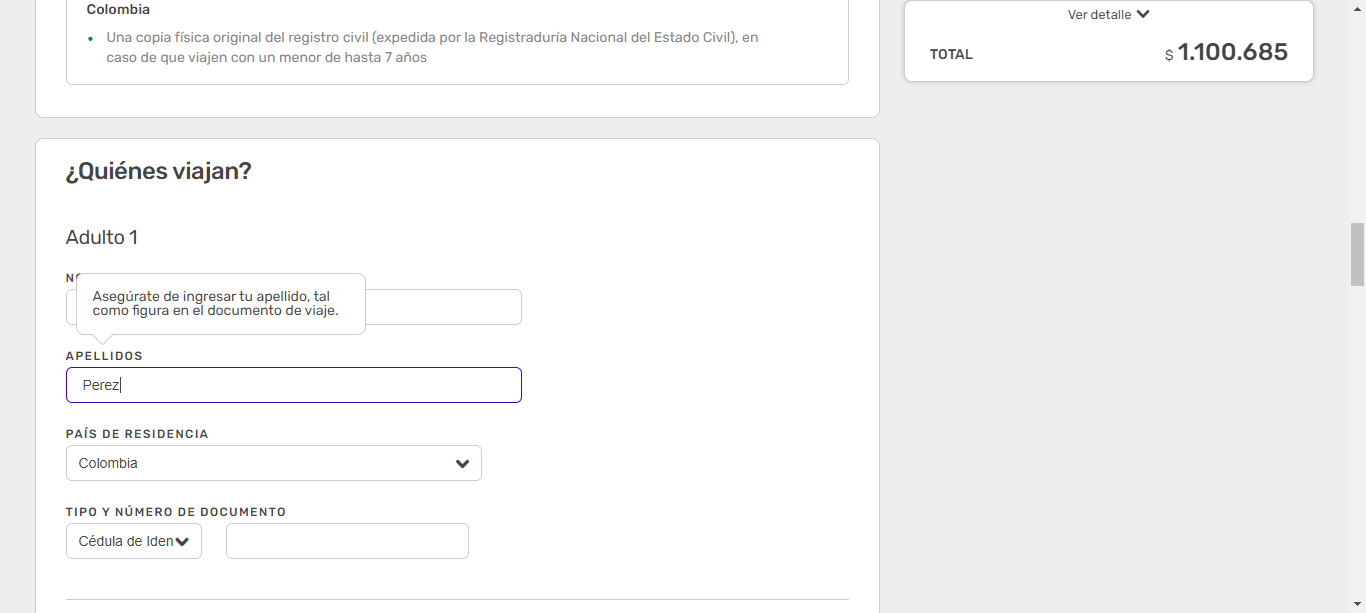 Colombia
Una copia física original del registro civil (expedida por la Registraduría Nacional del Estado Civil), en
caso de que viajen con un menor de hasta 7 años
Ver detalle
TOTAL
$ 1.100.685
¿Quiénes viajan?
Adulto 1
Asegúrate de ingresar tu apellido, tal
como figura en el documento de viaje.
APELLIDOS
Perez
PAÍS DE RESIDENCIA
Colombia
TIPO Y NÚMERO DE DOCUMENTO
Cédula de Iden